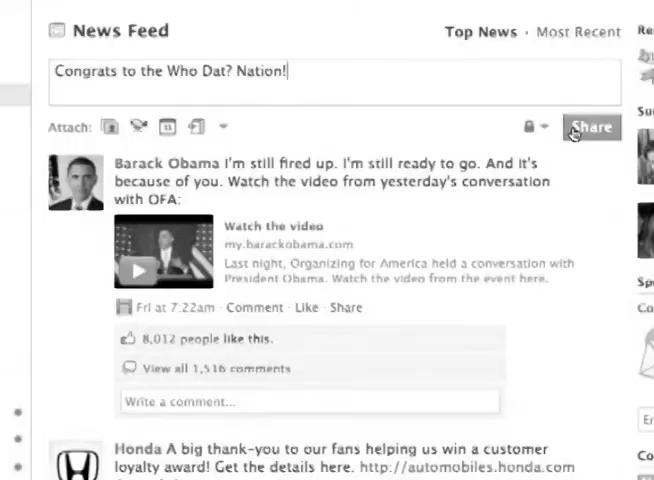 News Feed
Top News · Most Recent
Congrats to the Who Dat? Nation!
Attach:
31
Share
Barack Obama I'm still fired up. I'm still ready to go. And it's
because of you. Watch the video from yesterday's conversation
with OFA:
Watch the video
my.barackobama.com
Last night, Organizing for America held a conversation with
President Obama. Watch the video from the event here.
Fri at 7:22am · Comment · Like · Share
8,012 people like this.
View all 1,516 comments
Write a comment...
Honda A big thank-you to our fans helping us win a customer
loyalty award! Get the details here. http://automobiles.honda.com